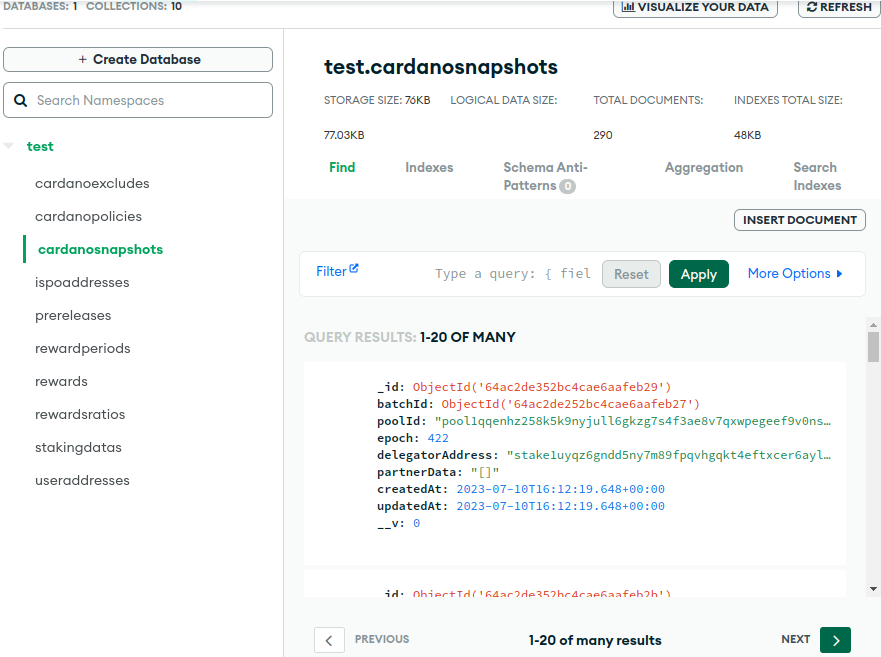 DATABASES: 1 COLLECTIONS: 10
VISUALIZE YOUR DATA
REFRESH
+ Create Database
Search Namespaces
test
cardanoexcludes
cardanopolicies
cardanosnapshots
ispoaddresses
prereleases
rewardperiods
rewards
rewardsratios
stakingdatas
useraddresses
test.cardanosnapshots
STORAGE SIZE: 76KB LOGICAL DATA SIZE: TOTAL DOCUMENTS: INDEXES TOTAL SIZE:
77.03KB 290 48KB
Find Indexes Schema Anti- Aggregation Search
Patterns 0 Indexes
INSERT DOCUMENT
Filter Type a query: { fiel Reset Apply More Options
QUERY RESULTS: 1-20 OF MANY
_id: ObjectId('64ac2de352bc4cae6aafeb29')
batchId: ObjectId('64ac2de252bc4cae6aafeb27')
poolId: "pool1qqenhz258k5k9nyjull6gkzg7s4f3ae8v7qxwpegeef9v0ns…
epoch: 422
delegatorAddress: "stake1uyqz6gndd5ny7m89fpqvhgqkt4eftxcer6ayl…
partnerData: "[]"
createdAt: 2023-07-10T16:12:19.648+00:00
updatedAt: 2023-07-10T16:12:19.648+00:00
__v: 0
_id: ObjectId('64ac2de352bc4cae6aafeb2b')
PREVIOUS 1-20 of many results NEXT